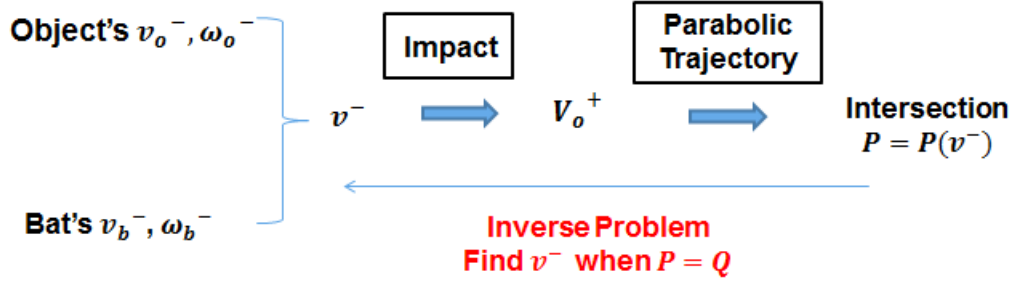 Object's v_o^-, ω_o^-
Impact
Parabolic
Trajectory
v^-
V_o^+
Intersection
P = P(v^-)
Bat's v_b^-, ω_b^-
Inverse Problem
Find v^- when P = Q